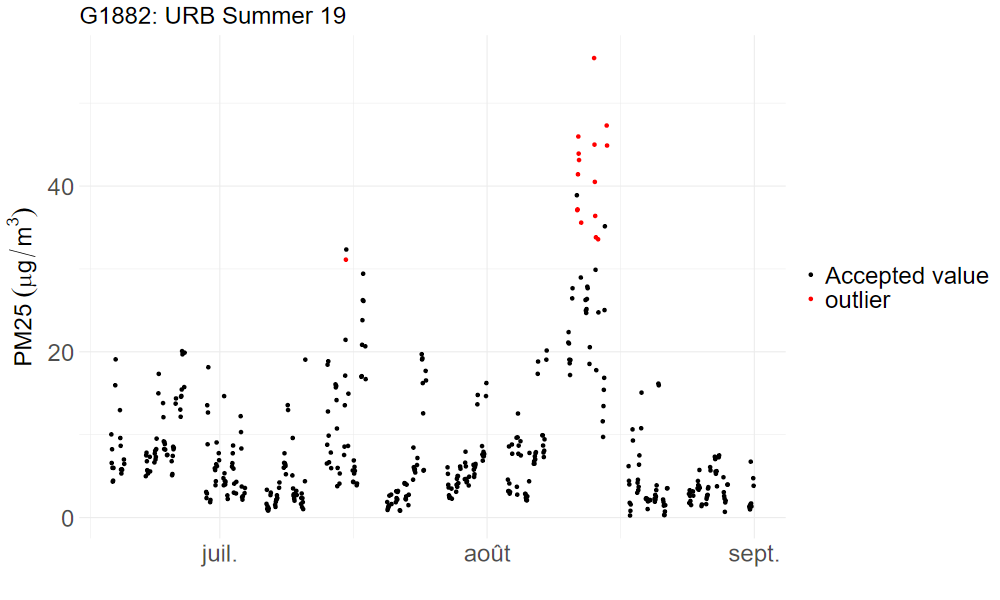 G1882: URB Summer 19
PM25 (μg/m³)
40
20
0
juil.
août
sept.
Accepted value
outlier